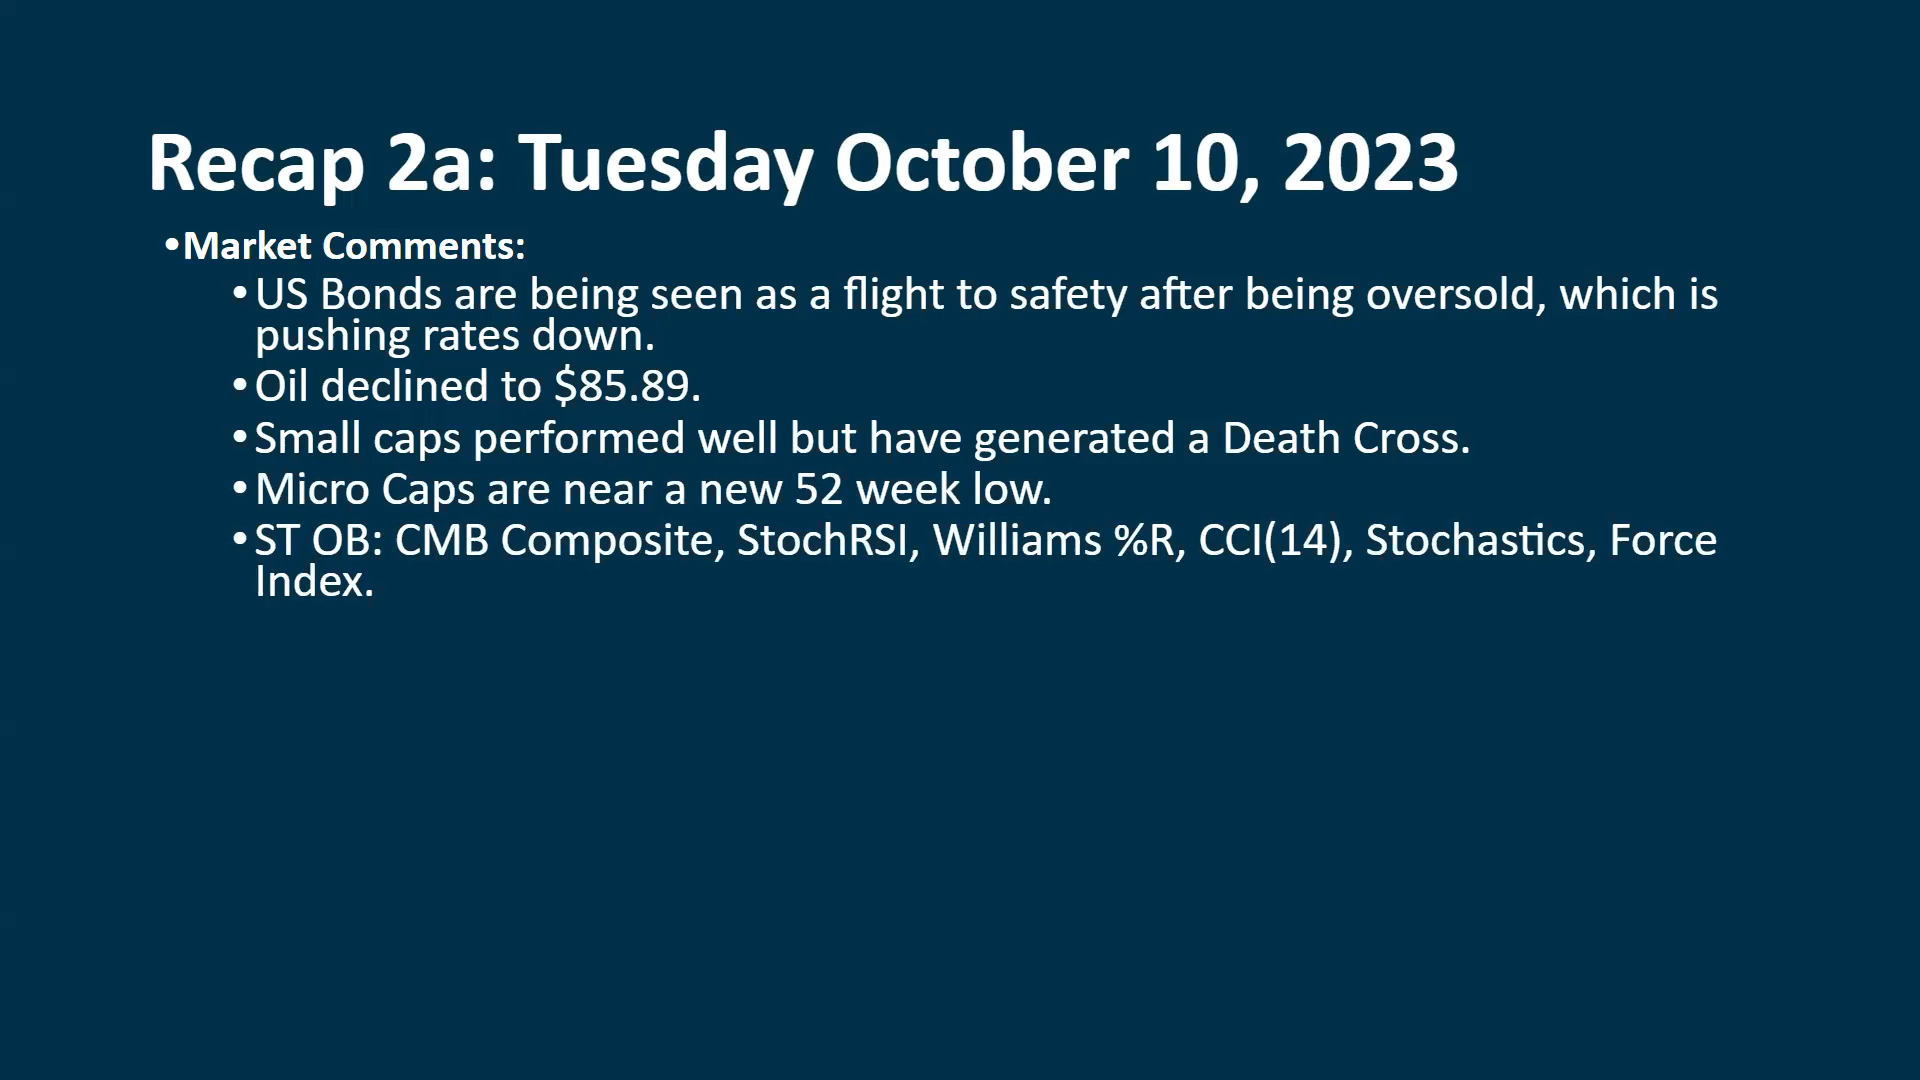 Recap 2a: Tuesday October 10, 2023
•Market Comments:
•US Bonds are being seen as a flight to safety after being oversold, which is
pushing rates down.
•Oil declined to $85.89.
•Small caps performed well but have generated a Death Cross.
•Micro Caps are near a new 52 week low.
•ST OB: CMB Composite, StochRSI, Williams %R, CCI(14), Stochastics, Force
Index.